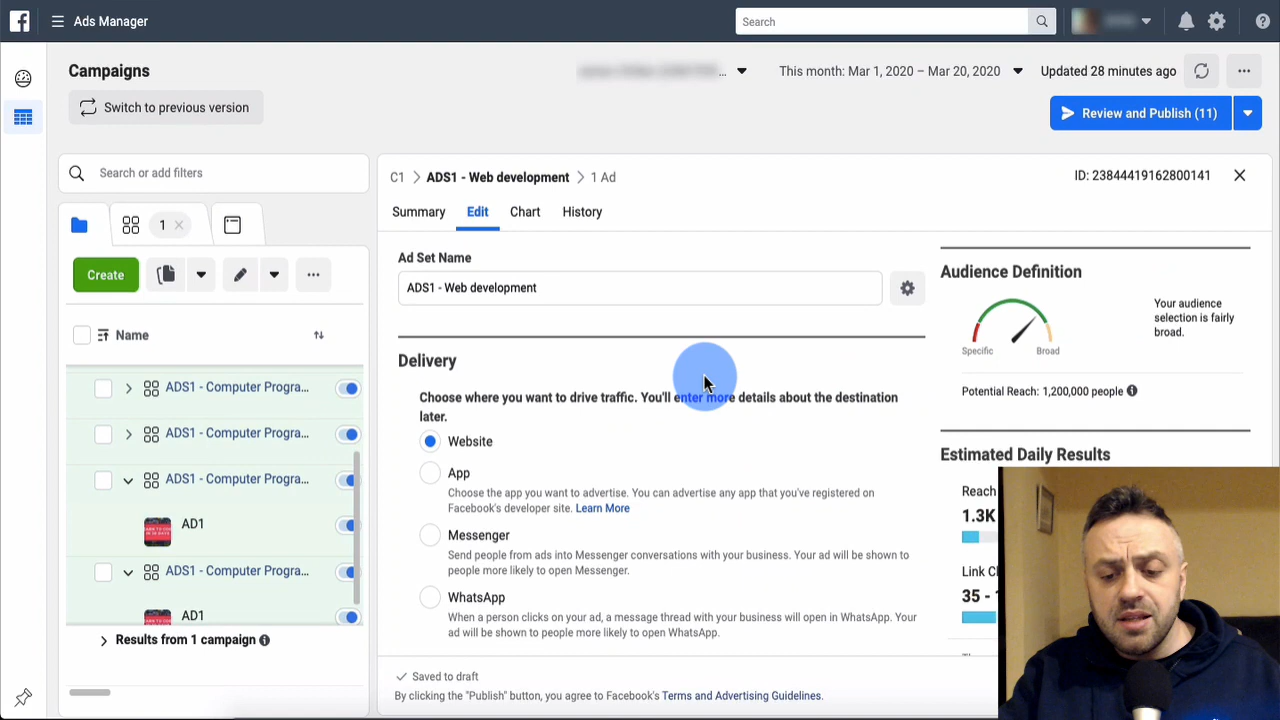 Ads Manager
Search
Campaigns
This month: Mar 1, 2020 – Mar 20, 2020
Updated 28 minutes ago
Switch to previous version
Review and Publish (11)
Search or add filters
C1 > ADS1 - Web development > 1 Ad
ID: 23844419162800141
1
Summary
Edit
Chart
History
Create
Ad Set Name
ADS1 - Web development
Name
Audience Definition
Specific
Broad
Your audience
selection is fairly
broad.
Potential Reach: 1,200,000 people
Delivery
Choose where you want to drive traffic. You'll enter more details about the destination
later.
Website
App
Choose the app you want to advertise. You can advertise any app that you've registered on
Facebook's developer site. Learn More
Messenger
Send people from ads into Messenger conversations with your business. Your ad will be shown to
people more likely to open Messenger.
WhatsApp
When a person clicks on your ad, a message thread with your business will open in WhatsApp. Your
ad will be shown to people more likely to open WhatsApp.
ADS1 - Computer Progra...
ADS1 - Computer Progra...
ADS1 - Computer Progra...
AD1
ADS1 - Computer Progra...
AD1
Results from 1 campaign
Estimated Daily Results
Reach
1.3K
35 -
Saved to draft
By clicking the "Publish" button, you agree to Facebook's Terms and Advertising Guidelines.